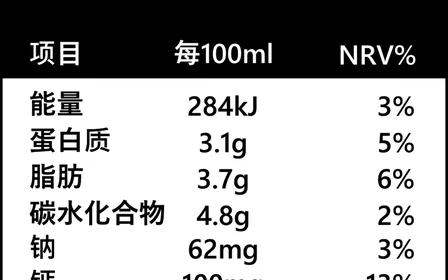 项目 每100ml NRV%
能量 284kJ 3%
蛋白质 3.1g 5%
脂肪 3.7g 6%
碳水化合物 4.8g 2%
钠 62mg 3%